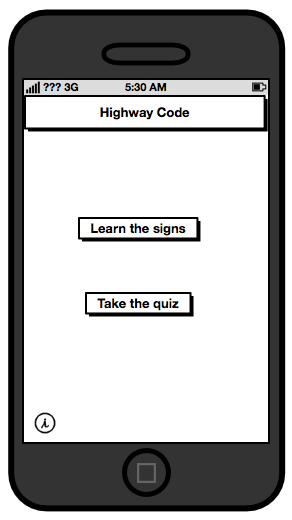 ??? 3G 5:30 AM
Highway Code
Learn the signs
Take the quiz
i